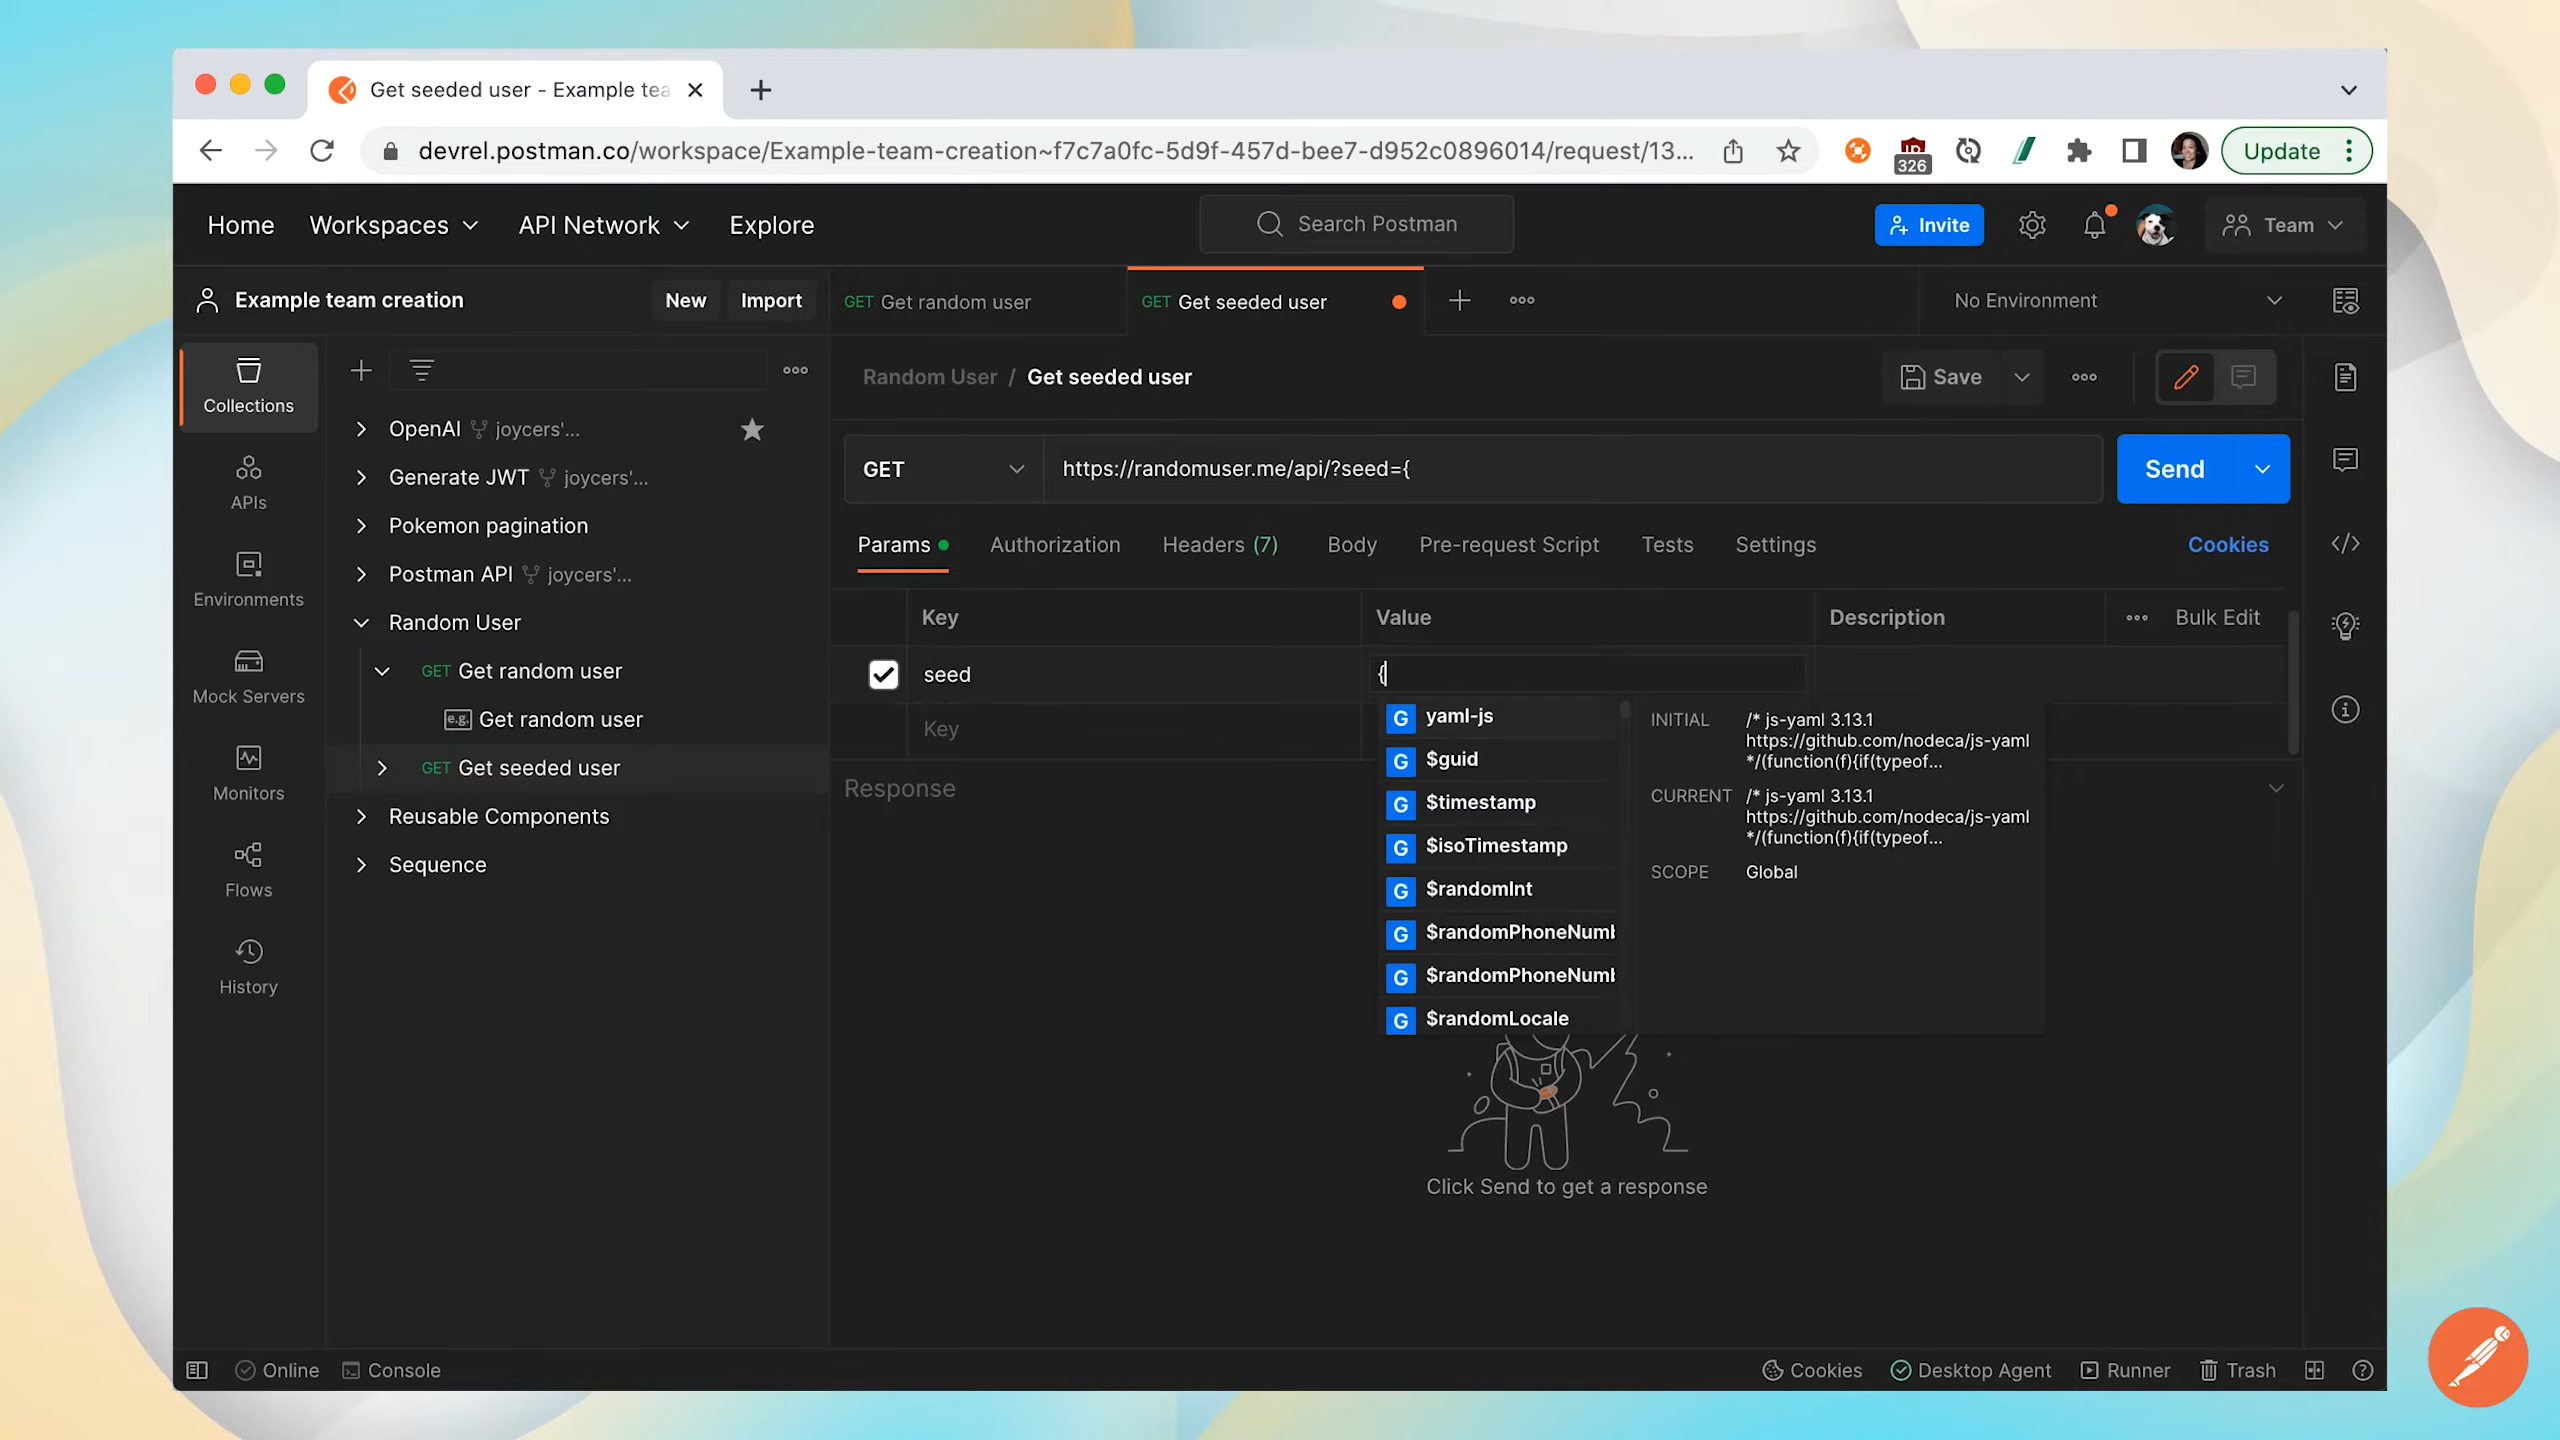 Get seeded user - Example tea
devrel.postman.co/workspace/Example-team-creation~f7c7a0fc-5d9f-457d-bee7-d952c0896014/request/13...
326
Update
Home
Workspaces
API Network
Explore
Search Postman
Invite
Team
Example team creation
New
Import
GET Get random user
GET Get seeded user
No Environment
Collections
APIs
Environments
Mock Servers
Monitors
Flows
History
OpenAI joycers'...
Generate JWT joycers'...
Pokemon pagination
Postman API joycers'...
Random User
GET Get random user
e.g. Get random user
GET Get seeded user
Reusable Components
Sequence
Random User / Get seeded user
Save
GET
https://randomuser.me/api/?seed={
Send
Params
Authorization
Headers (7)
Body
Pre-request Script
Tests
Settings
Cookies
Key
Value
Description
Bulk Edit
seed
{
Key
Response
G yaml-js
G $guid
G $timestamp
G $isoTimestamp
G $randomInt
G $randomPhoneNumb
G $randomPhoneNumb
G $randomLocale
INITIAL
/* js-yaml 3.13.1
https://github.com/nodeca/js-yaml
*/(function(f){if(typeof...
CURRENT
/* js-yaml 3.13.1
https://github.com/nodeca/js-yaml
*/(function(f){if(typeof...
SCOPE
Global
Click Send to get a response
Online
Console
Cookies
Desktop Agent
Runner
Trash